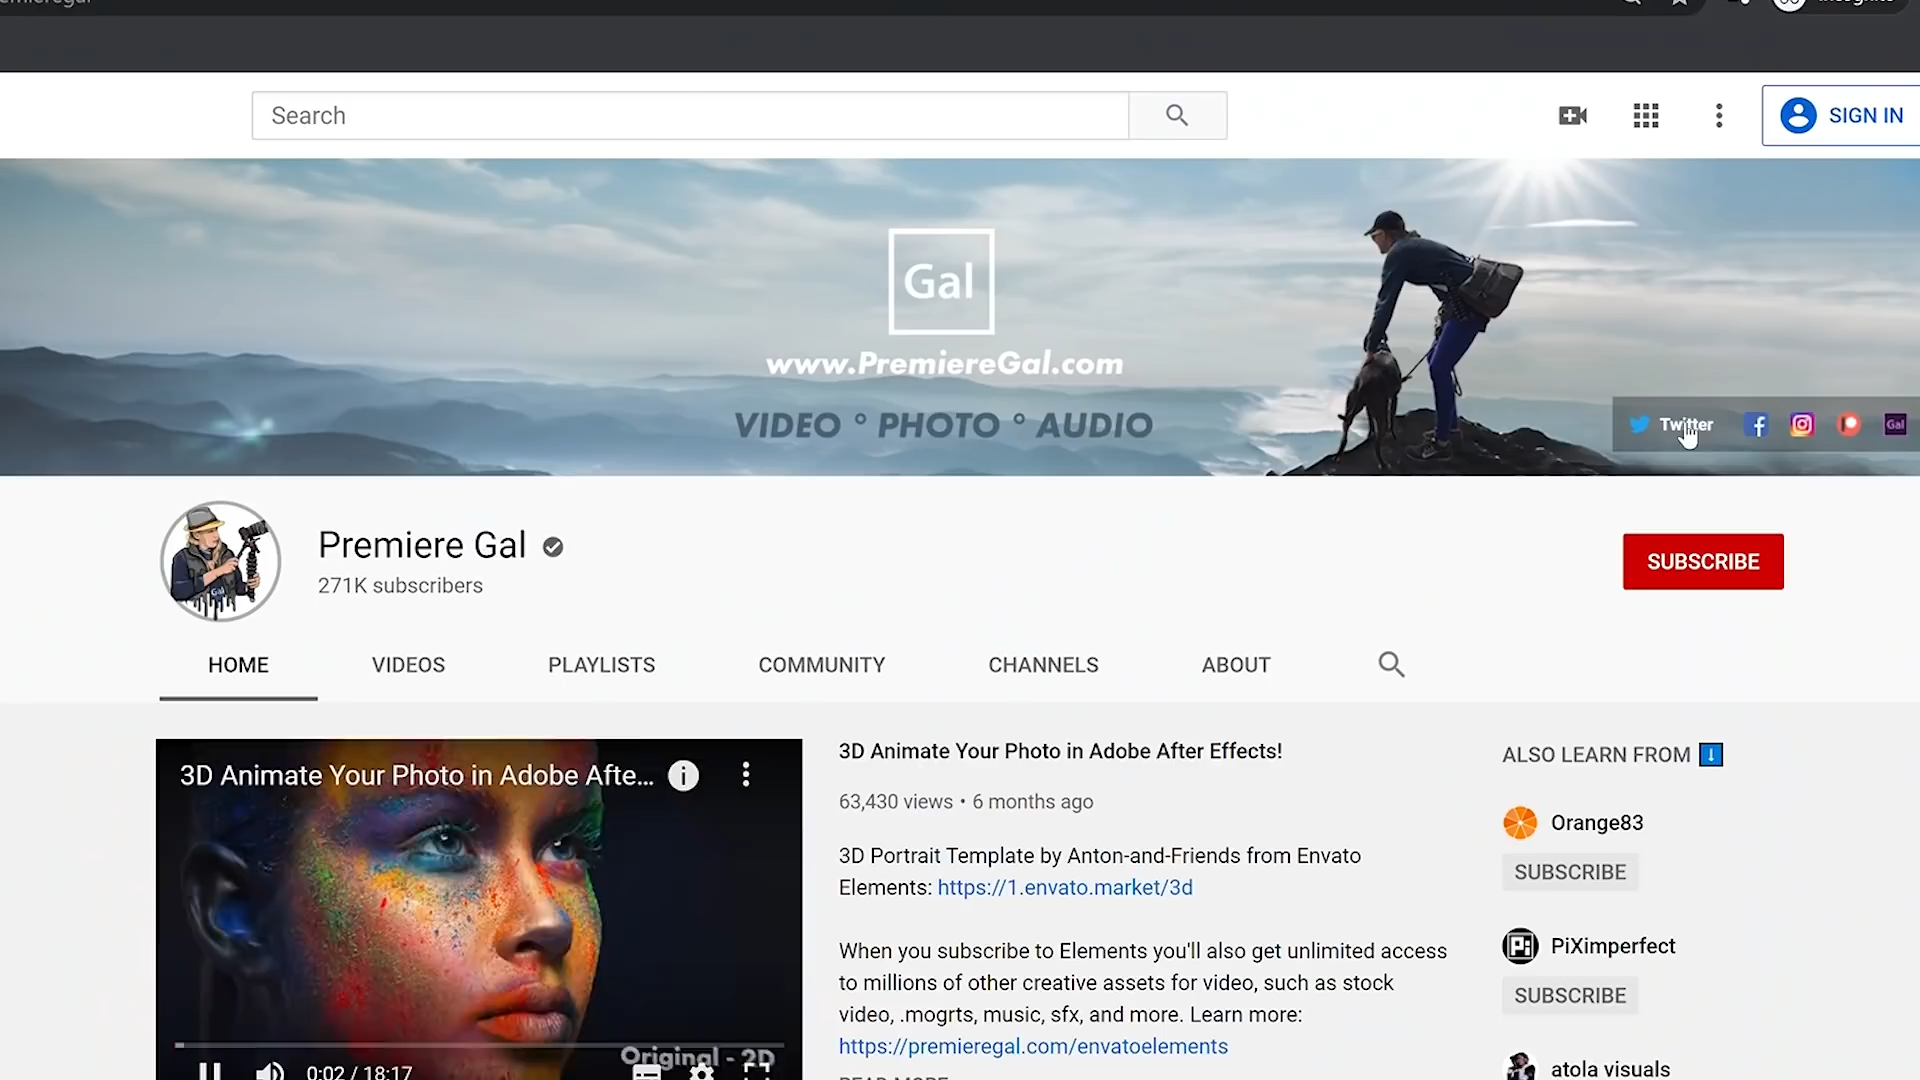 Search
SIGN IN
Gal
www.PremiereGal.com
VIDEO ° PHOTO ° AUDIO
Twitter
Gal
Premiere Gal
271K subscribers
SUBSCRIBE
HOME VIDEOS PLAYLISTS COMMUNITY CHANNELS ABOUT
3D Animate Your Photo in Adobe Afte...
Original - 2D
0:02 / 18:17
3D Animate Your Photo in Adobe After Effects!
63,430 views • 6 months ago
3D Portrait Template by Anton-and-Friends from Envato
Elements: https://1.envato.market/3d
When you subscribe to Elements you'll also get unlimited access
to millions of other creative assets for video, such as stock
video, .mogrts, music, sfx, and more. Learn more:
https://premieregal.com/envatoelements
READ MORE
ALSO LEARN FROM
Orange83
SUBSCRIBE
PiXimperfect
SUBSCRIBE
atola visuals